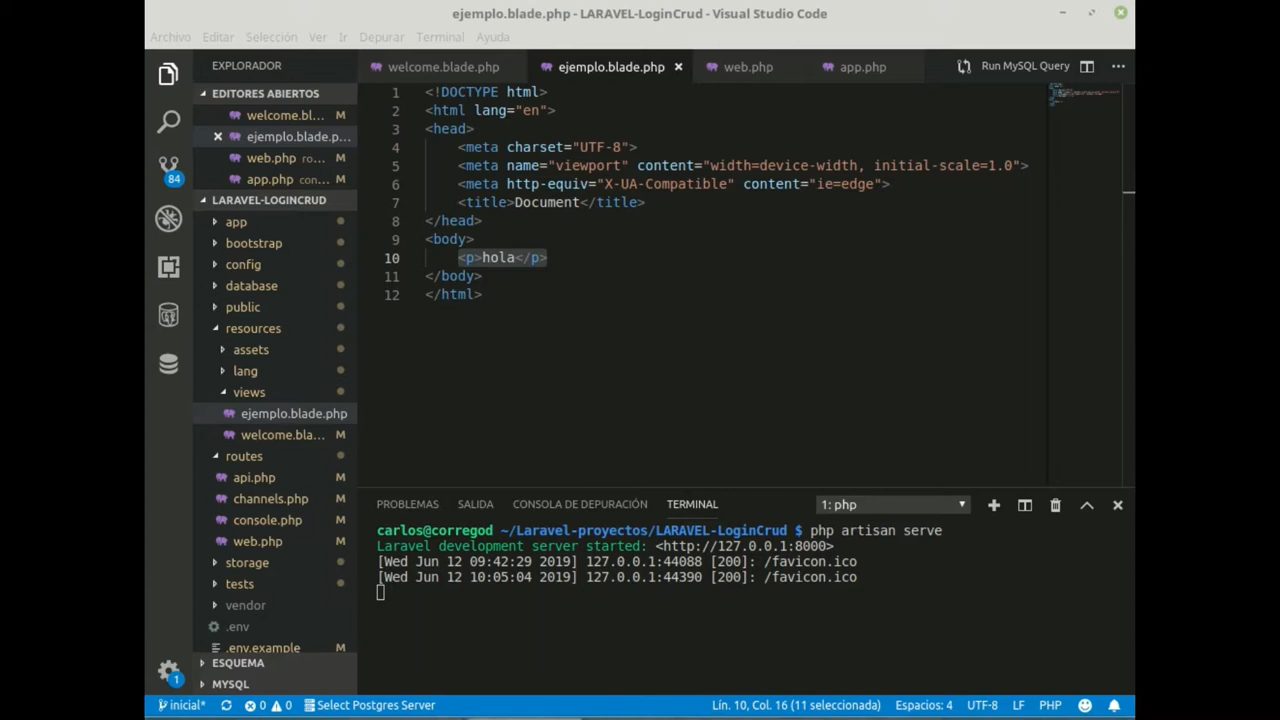 ejemplo.blade.php - LARAVEL-LoginCrud - Visual Studio Code
Archivo Editar Selección Ver Ir Depurar Terminal Ayuda
EXPLORADOR
EDITORES ABIERTOS
welcome.bl...
ejemplo.blade.p... M
web.php ro... M
app.php con... M
84
LARAVEL-LOGINCRUD
app
bootstrap
config
database
public
resources
assets
lang
views
ejemplo.blade.php
welcome.bla... M
routes
api.php M
channels.php M
console.php M
web.php M
storage
tests
vendor
.env
.env.example M
ESQUEMA
MYSQL
1
welcome.blade.php ejemplo.blade.php web.php app.php Run MySQL Query
1 <!DOCTYPE html>
2 <html lang="en">
3 <head>
4 <meta charset="UTF-8">
5 <meta name="viewport" content="width=device-width, initial-scale=1.0">
6 <meta http-equiv="X-UA-Compatible" content="ie=edge">
7 <title>Document</title>
8 </head>
9 <body>
10 <p>hola</p>
11 </body>
12 </html>
PROBLEMAS SALIDA CONSOLA DE DEPURACIÓN TERMINAL 1: php
carlos@corregod ~/Laravel-proyectos/LARAVEL-LoginCrud $ php artisan serve
Laravel development server started: <http://127.0.0.1:8000>
[Wed Jun 12 09:42:29 2019] 127.0.0.1:44088 [200]: /favicon.ico
[Wed Jun 12 10:05:04 2019] 127.0.0.1:44390 [200]: /favicon.ico
inicial* 0 0 Select Postgres Server Lín. 10, Col. 16 (11 seleccionada) Espacios: 4 UTF-8 LF PHP